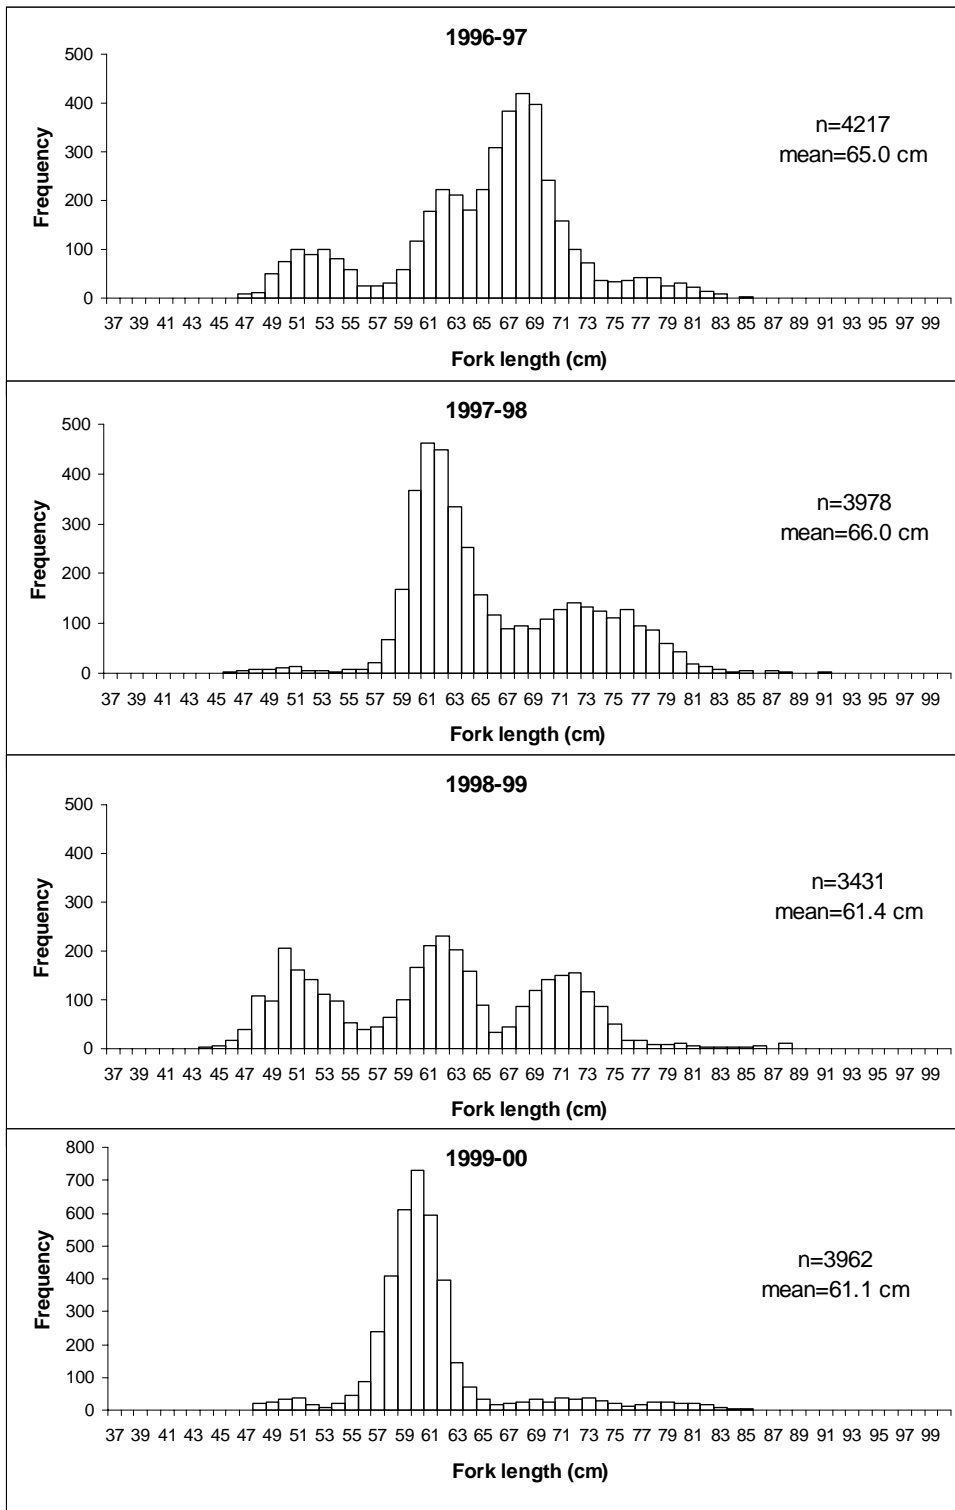 1996-97
500
400
300
200
100
0
Frequency
n=4217
mean=65.0 cm
37 39 41 43 45 47 49 51 53 55 57 59 61 63 65 67 69 71 73 75 77 79 81 83 85 87 89 91 93 95 97 99
Fork length (cm)
1997-98
500
400
300
200
100
0
Frequency
n=3978
mean=66.0 cm
37 39 41 43 45 47 49 51 53 55 57 59 61 63 65 67 69 71 73 75 77 79 81 83 85 87 89 91 93 95 97 99
Fork length (cm)
1998-99
500
400
300
200
100
0
Frequency
n=3431
mean=61.4 cm
37 39 41 43 45 47 49 51 53 55 57 59 61 63 65 67 69 71 73 75 77 79 81 83 85 87 89 91 93 95 97 99
Fork length (cm)
1999-00
800
700
600
500
400
300
200
100
0
Frequency
n=3962
mean=61.1 cm
37 39 41 43 45 47 49 51 53 55 57 59 61 63 65 67 69 71 73 75 77 79 81 83 85 87 89 91 93 95 97 99
Fork length (cm)